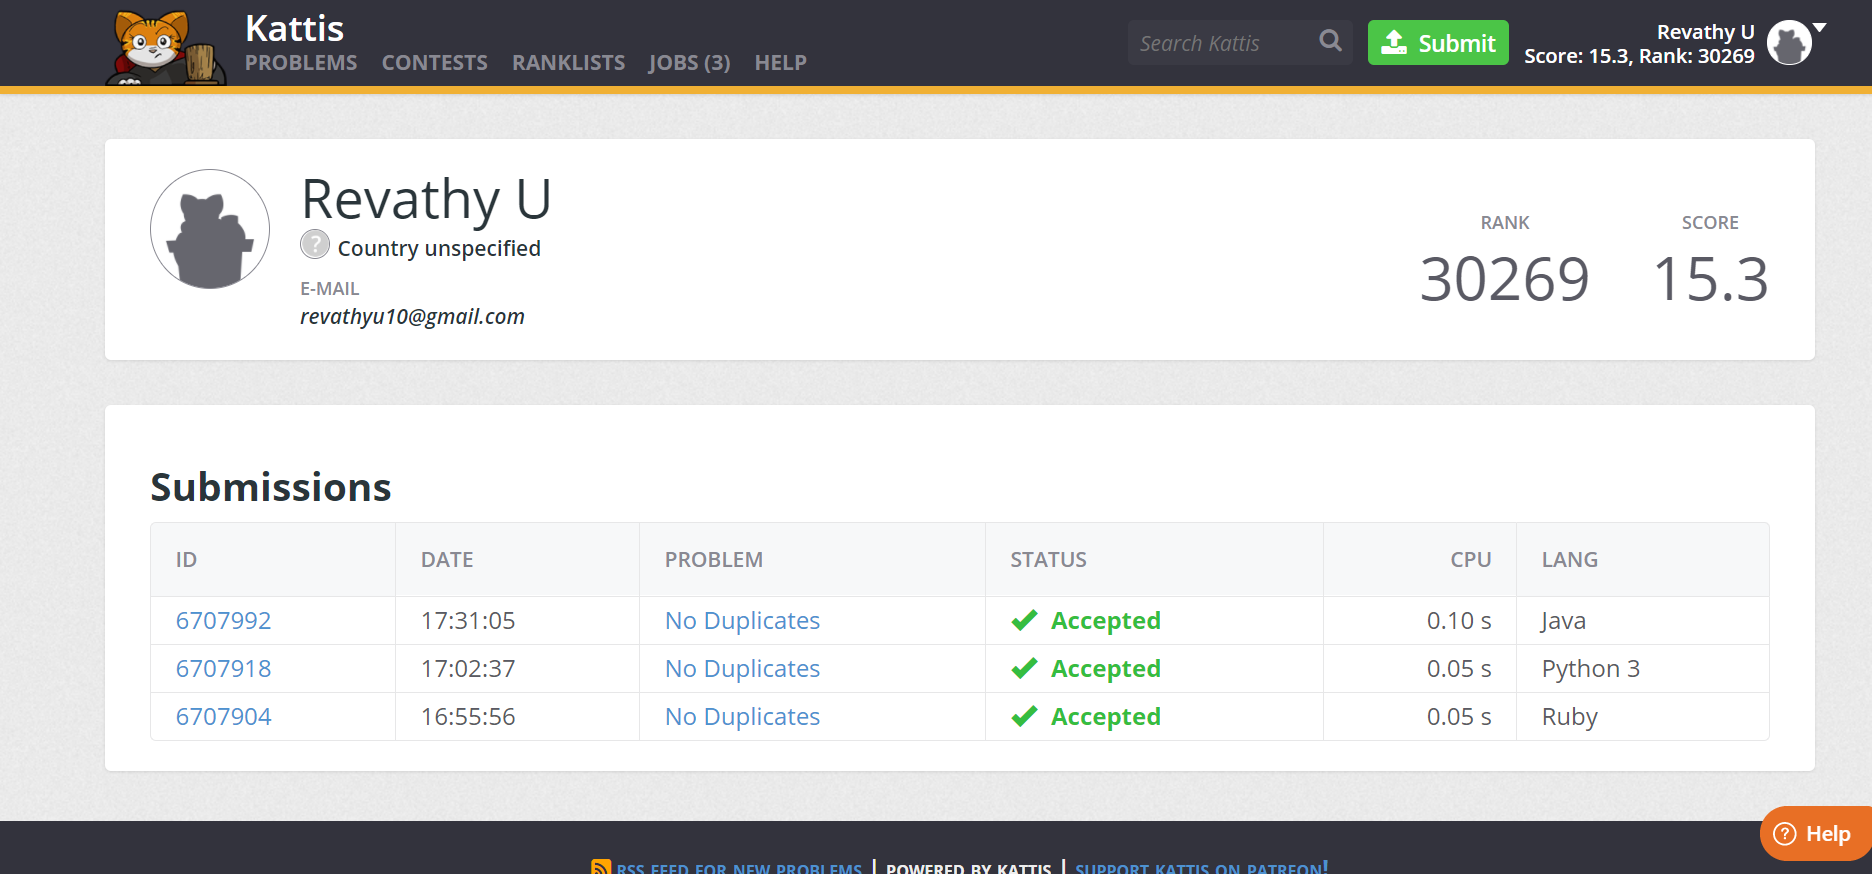 Kattis
PROBLEMS CONTESTS RANKLISTS JOBS (3) HELP
Search Kattis
Submit
Revathy U
Score: 15.3, Rank: 30269
Revathy U
? Country unspecified
E-MAIL
revathyu10@gmail.com
RANK
30269
SCORE
15.3
Submissions
ID DATE PROBLEM STATUS CPU LANG
6707992 17:31:05 No Duplicates Accepted 0.10 s Java
6707918 17:02:37 No Duplicates Accepted 0.05 s Python 3
6707904 16:55:56 No Duplicates Accepted 0.05 s Ruby
? Help
RSS FEED FOR NEW PROBLEMS | POWERED BY KATTIS | SUPPORT KATTIS ON PATREON!